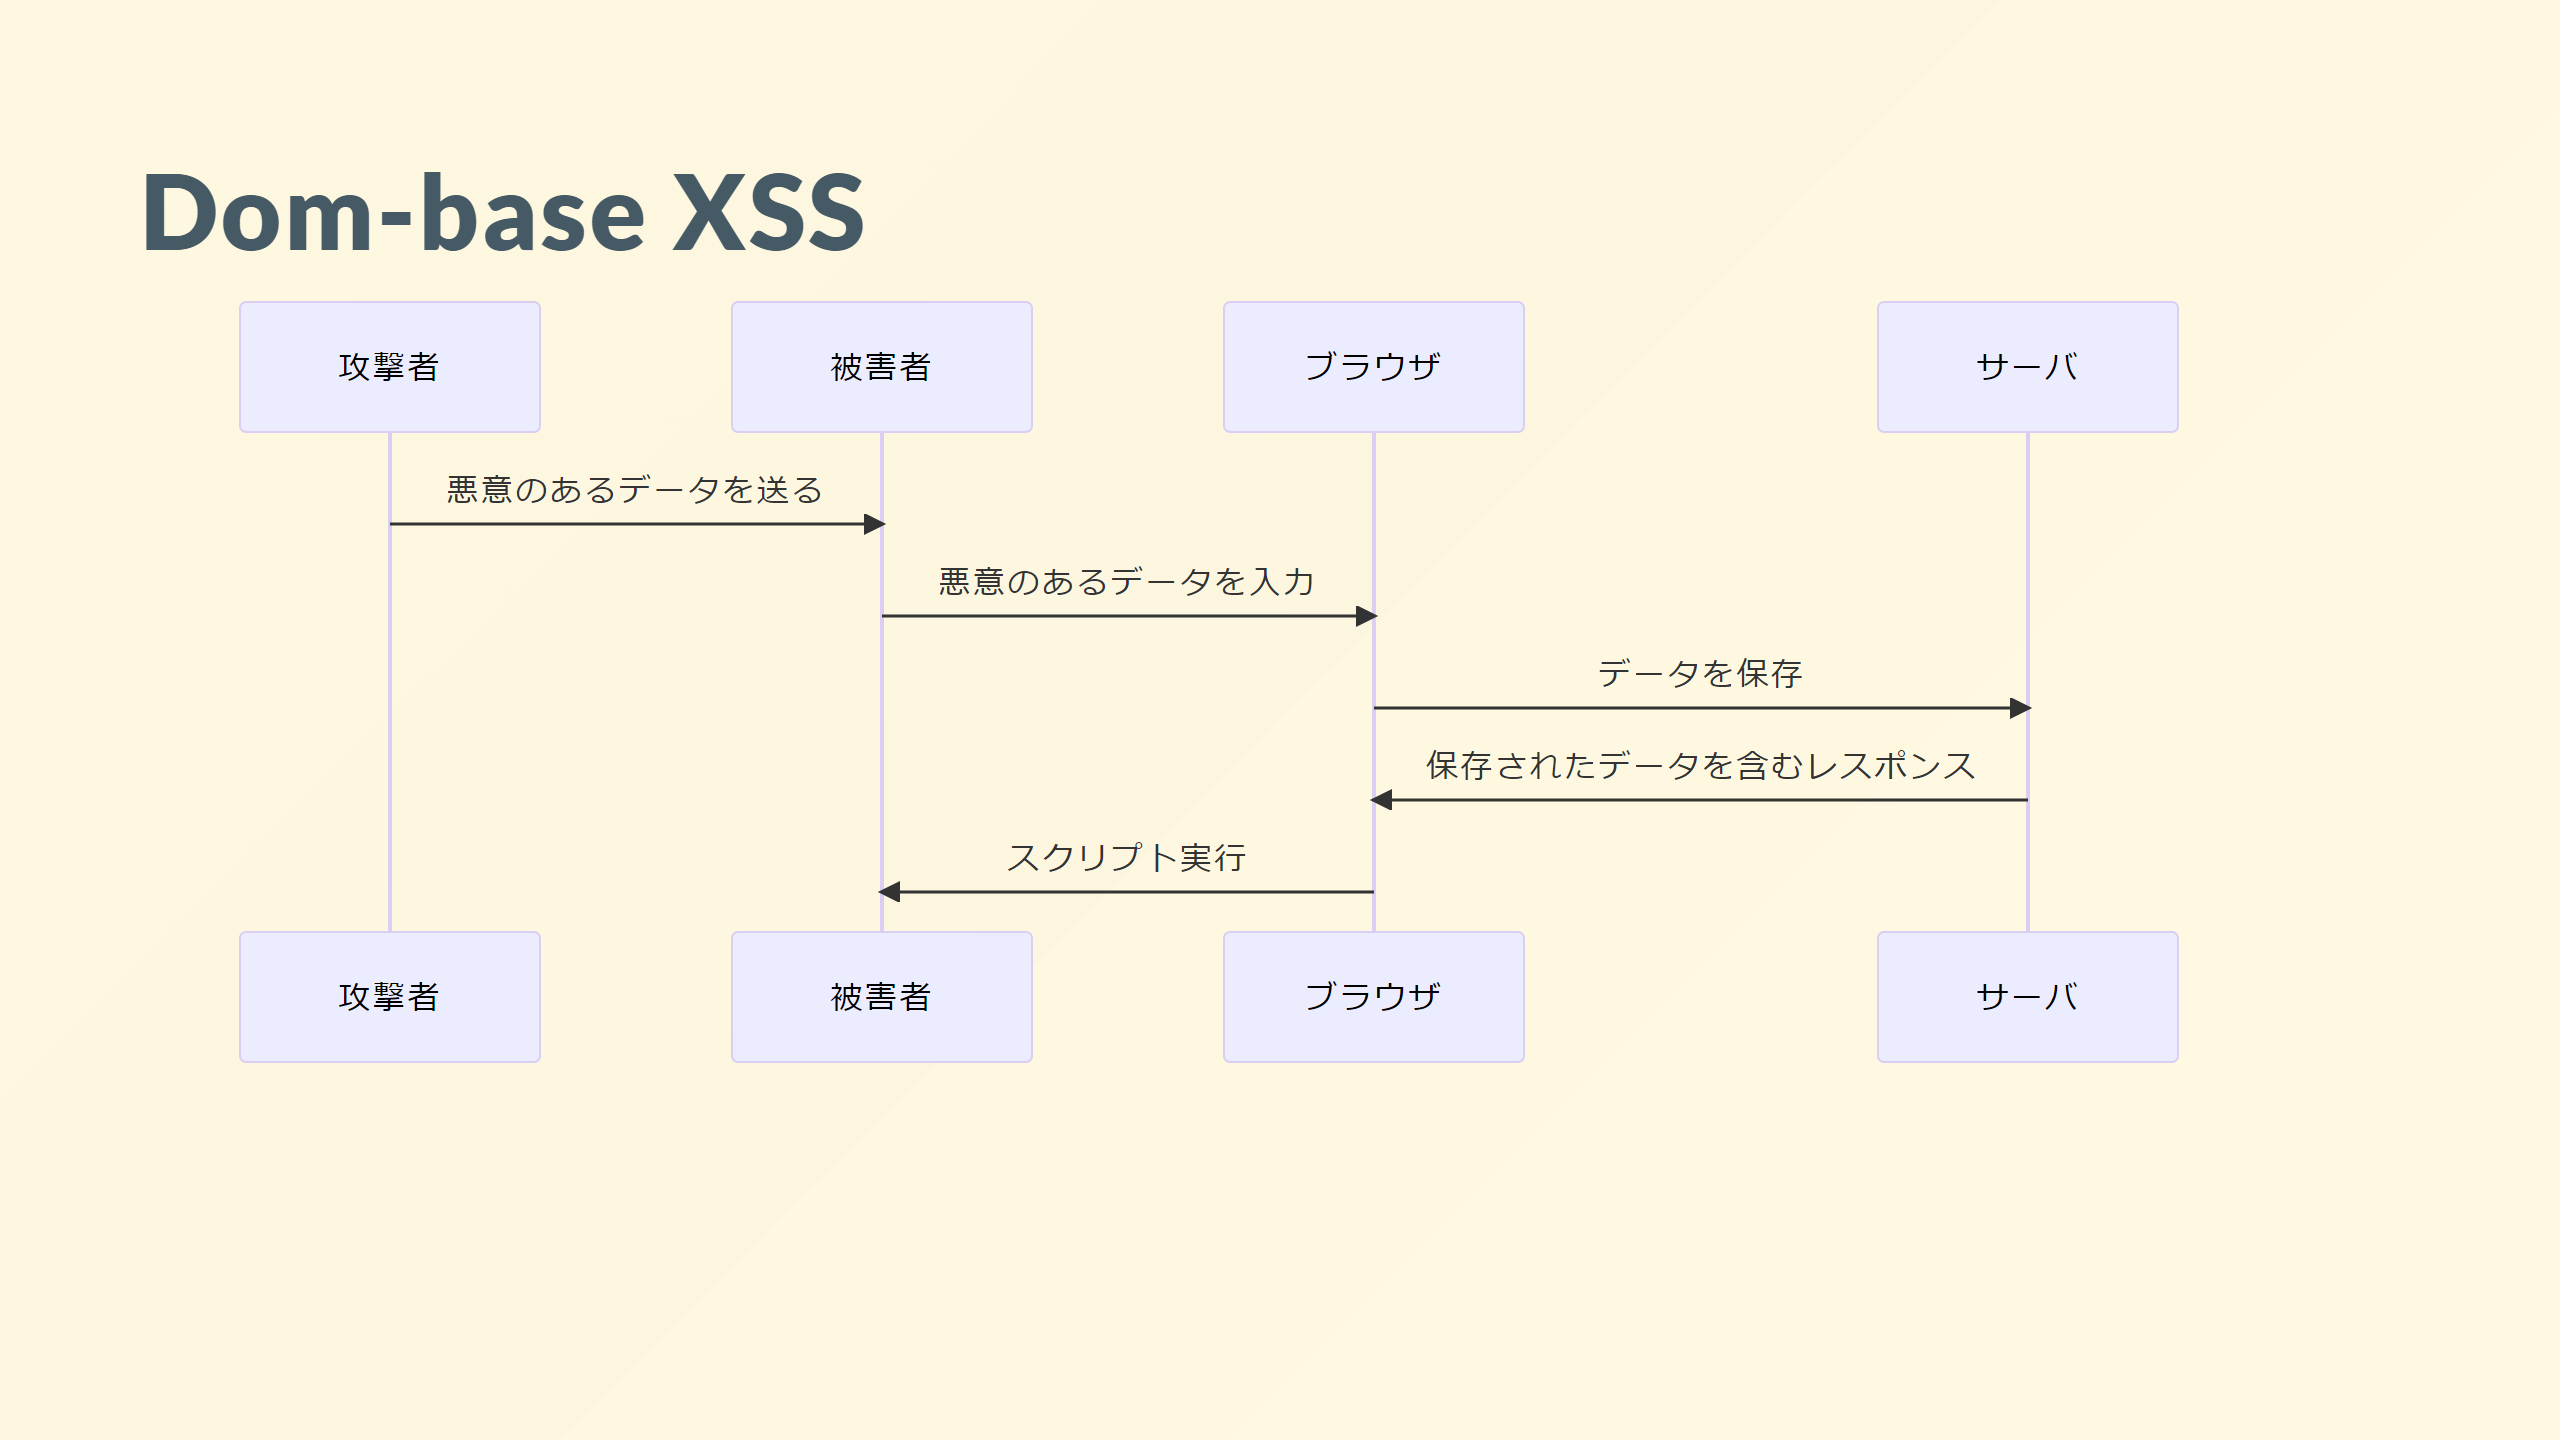 Dom-base XSS
攻撃者
被害者
ブラウザ
サーバ
悪意のあるデータを送る
悪意のあるデータを入力
データを保存
保存されたデータを含むレスポンス
スクリプト実行
攻撃者
被害者
ブラウザ
サーバ